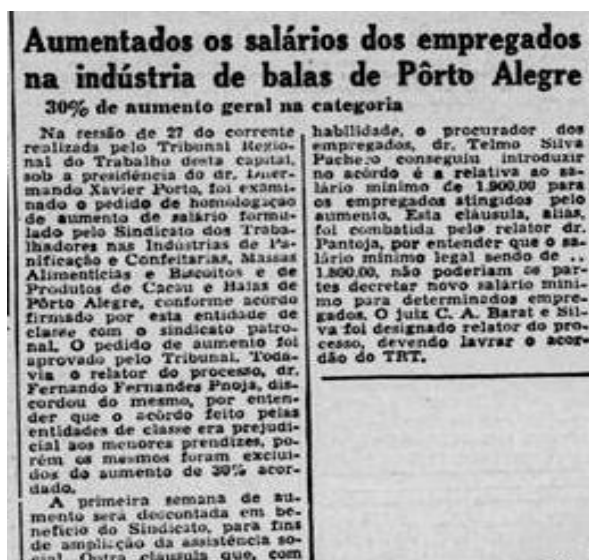 Aumentados os salários dos empregados
na indústria de balas de Pôrto Alegre
30% de aumento geral na categoria
Na sessão de 27 do corrente
realizada pelo Tribunal Regio-
nal do Trabalho desta capital,
sob a presidência do dr. Diner-
mando Xavier Porto, foi exami-
nado o pedido de homologação
de aumento de salário formu-
lado pelo Sindicato dos Tra-
balhadores nas Indústrias de Pa-
nificação e Confeitarias, Massas
Alimentícias e Biscoitos e de
Produtos de Cacau e Balas de
Pôrto Alegre, conforme acôrdo
firmado por esta entidade de
classe com o sindicato patro-
nal. O pedido de aumento foi
aprovado pelo Tribunal. Toda-
via o relator do processo, dr.
Fernando Fernandes Pnoja, dis-
cordou do mesmo, por enten-
der que o acôrdo feito pelas
entidades de classe era prejudi-
cial aos menores prendizes, po-
rém os mesmos foram exclui-
dos do aumento de 30% acor-
dado.
A primeira semana de au-
mento será descontada em be-
nefício do Sindicato, para fins
de ampliação da assistência so-
cial. Outra clausula que, com
habilidade, o procurador dos
empregados, dr. Telmo Silva
Pacheco conseguiu introduzir
no acôrdo é a relativa ao sa-
lário mínimo de 1.900,00 para
os empregados atingidos pelo
aumento. Esta cláusula, aliás,
foi combatida pelo relator dr.
Pantoja, por entender que o sa-
lário mínimo legal sendo de ..
1.800,00, não poderiam as par-
tes decretar novo salário míni-
mo para determinados empre-
gados. O juiz C. A. Barat e Sil-
va foi designado relator do pro-
cesso, devendo lavrar o acor-
dão do TRT.